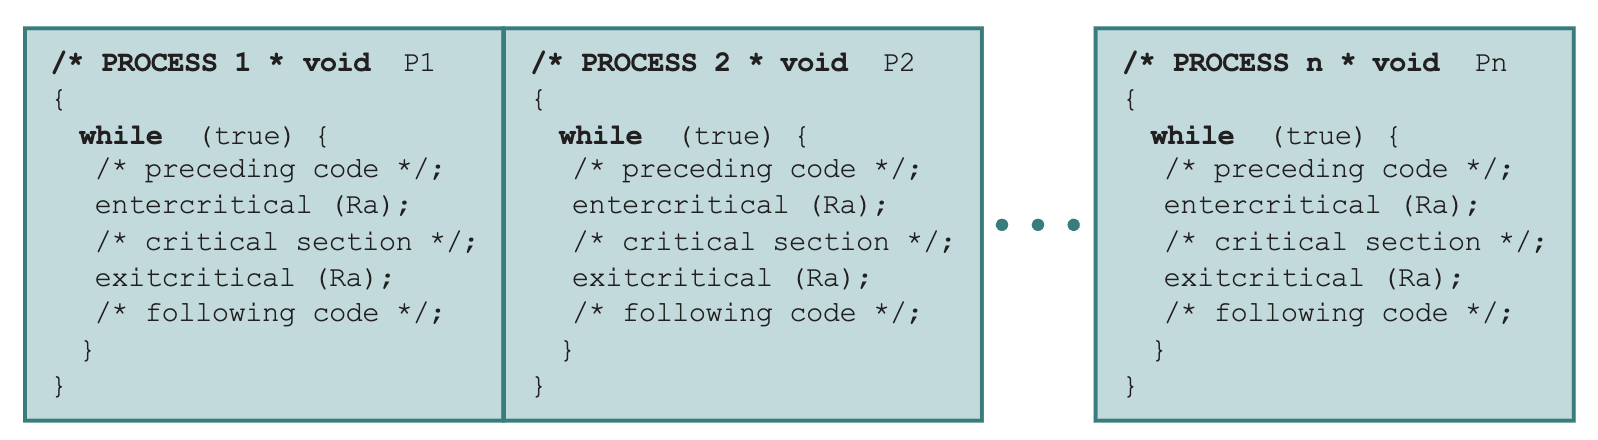 /* PROCESS 1 * void P1
{
while (true) {
/* preceding code */;
entercritical (Ra);
/* critical section */;
exitcritical (Ra);
/* following code */;
}
}
/* PROCESS 2 * void P2
{
while (true) {
/* preceding code */;
entercritical (Ra);
/* critical section */;
exitcritical (Ra);
/* following code */;
}
}
• • •
/* PROCESS n * void Pn
{
while (true) {
/* preceding code */;
entercritical (Ra);
/* critical section */;
exitcritical (Ra);
/* following code */;
}
}